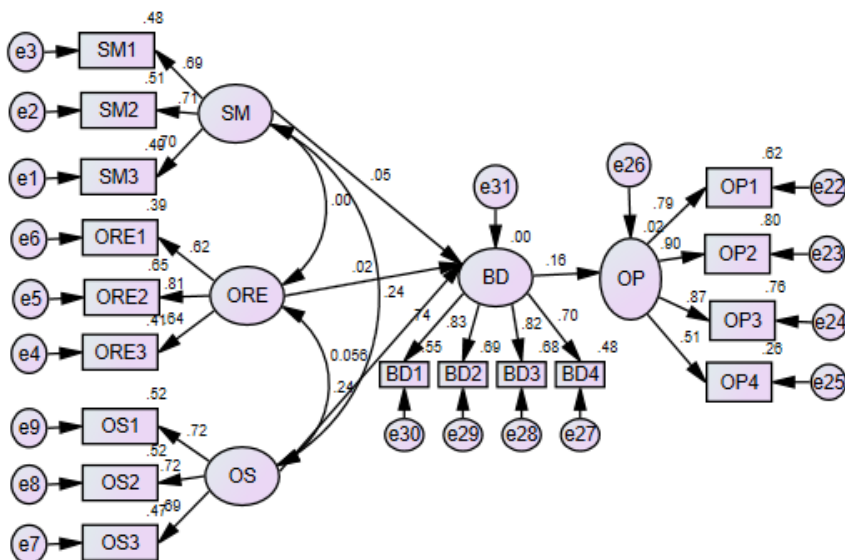 .48
e3 SM1 .69
.51
e2 SM2 .71 SM
.49 .70
e1 SM3 .05
.39 .00
e6 ORE1 .62
.65
e5 ORE2 .81 ORE .02
.41 .64 .24
e4 ORE3 .74
0.056
.24
.52
e9 OS1 .72
.52
e8 OS2 .72 OS
.47 .69
e7 OS3
e31
.00
BD .16
.83 .82 .70
.55 .69 .68 .48
BD1 BD2 BD3 BD4
e30 e29 e28 e27
e26 .62
.79 OP1 e22
.02 .80
OP .90 OP2 e23
.87 .76
OP3 e24
.51 .26
OP4 e25